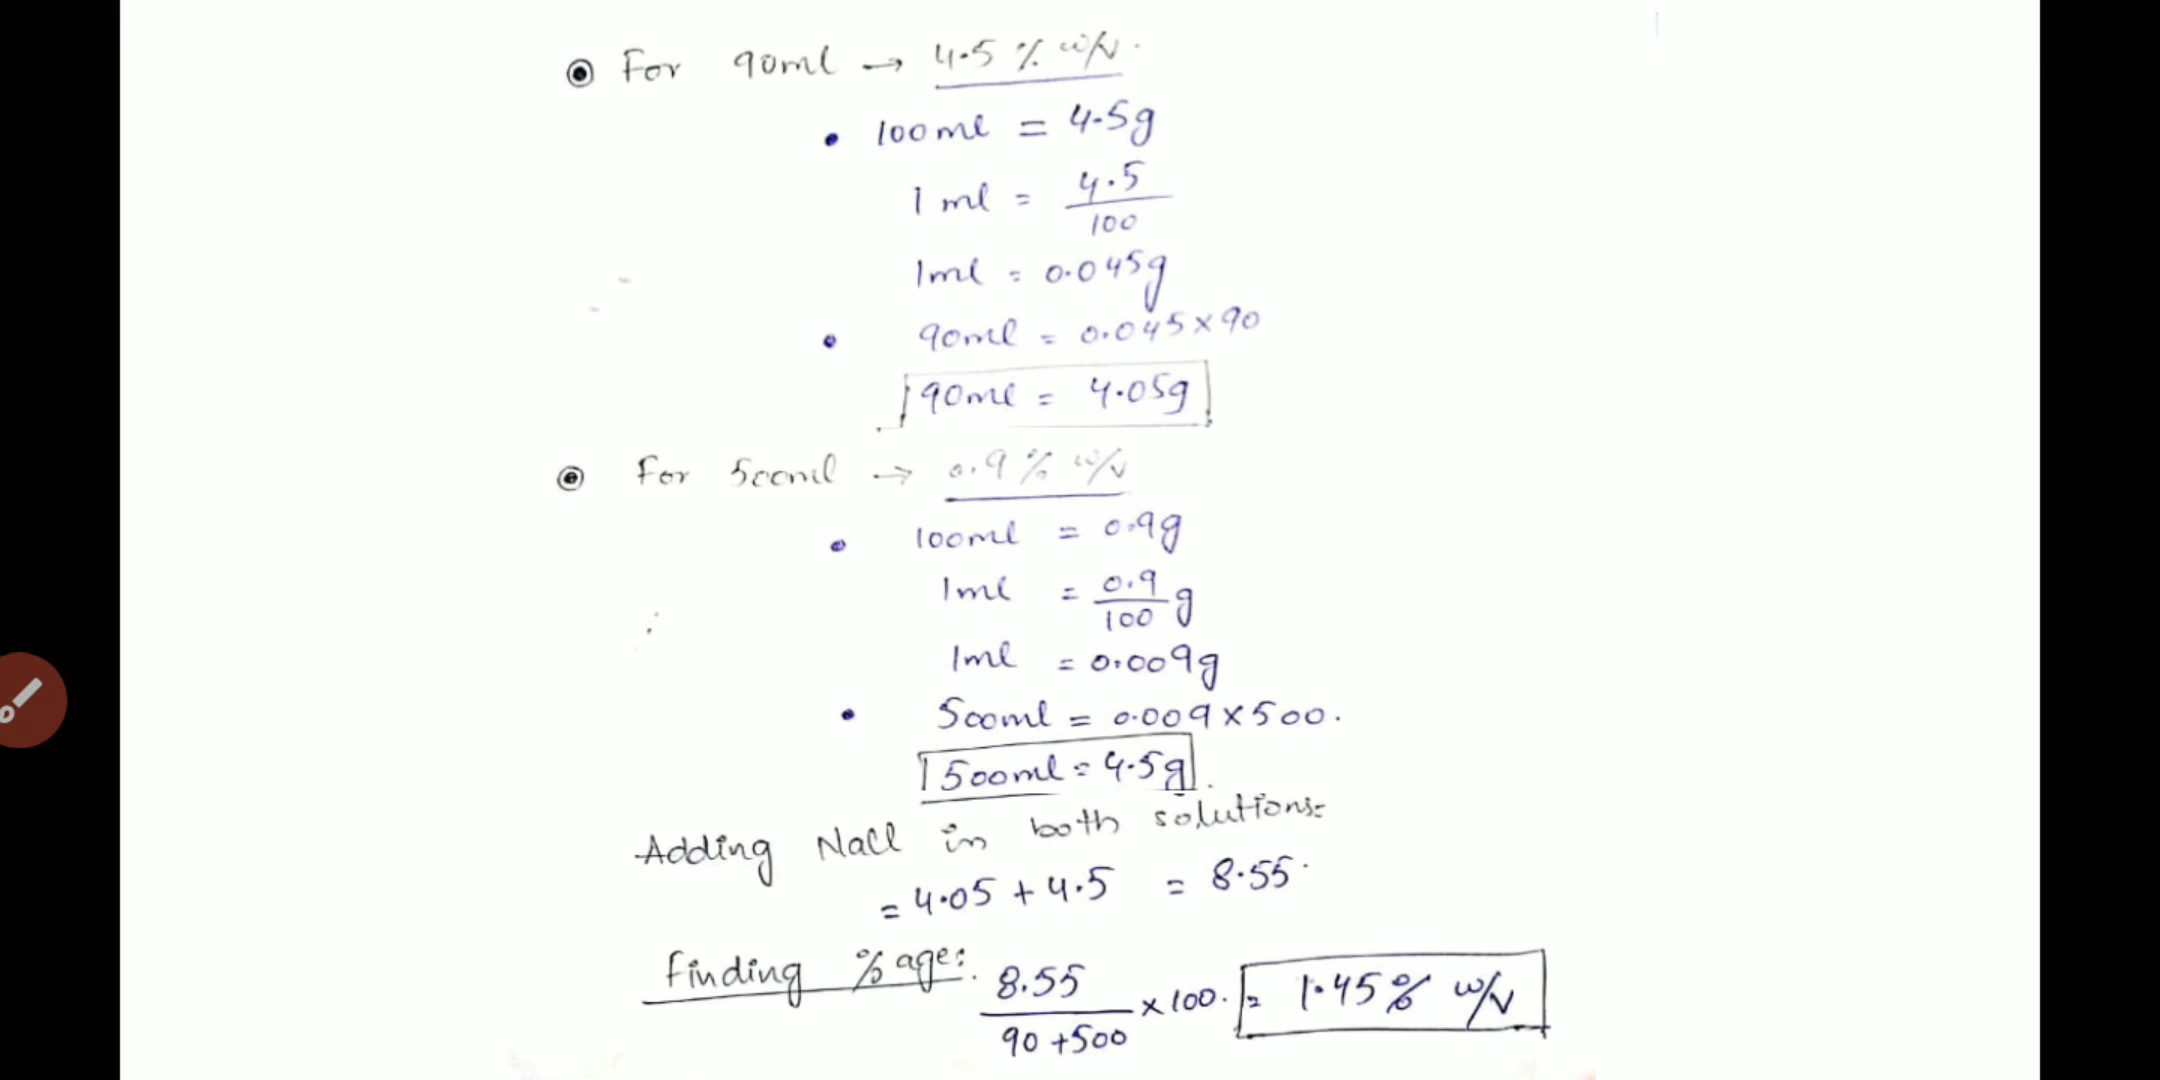 For 90ml → 4.5 % w/v.
• 100ml = 4.5g
1 ml = 4.5/100
1ml = 0.045g
• 90ml = 0.045×90
90ml = 4.05g
For 500ml → 0.9 % w/v
• 100ml = 0.9g
1ml = 0.9/100 g
1ml = 0.009g
• 500ml = 0.009×500.
500ml = 4.5g.
Adding NaCl in both solutions:
= 4.05 + 4.5 = 8.55.
finding %age: 8.55/90+500 ×100. = 1.45% w/v